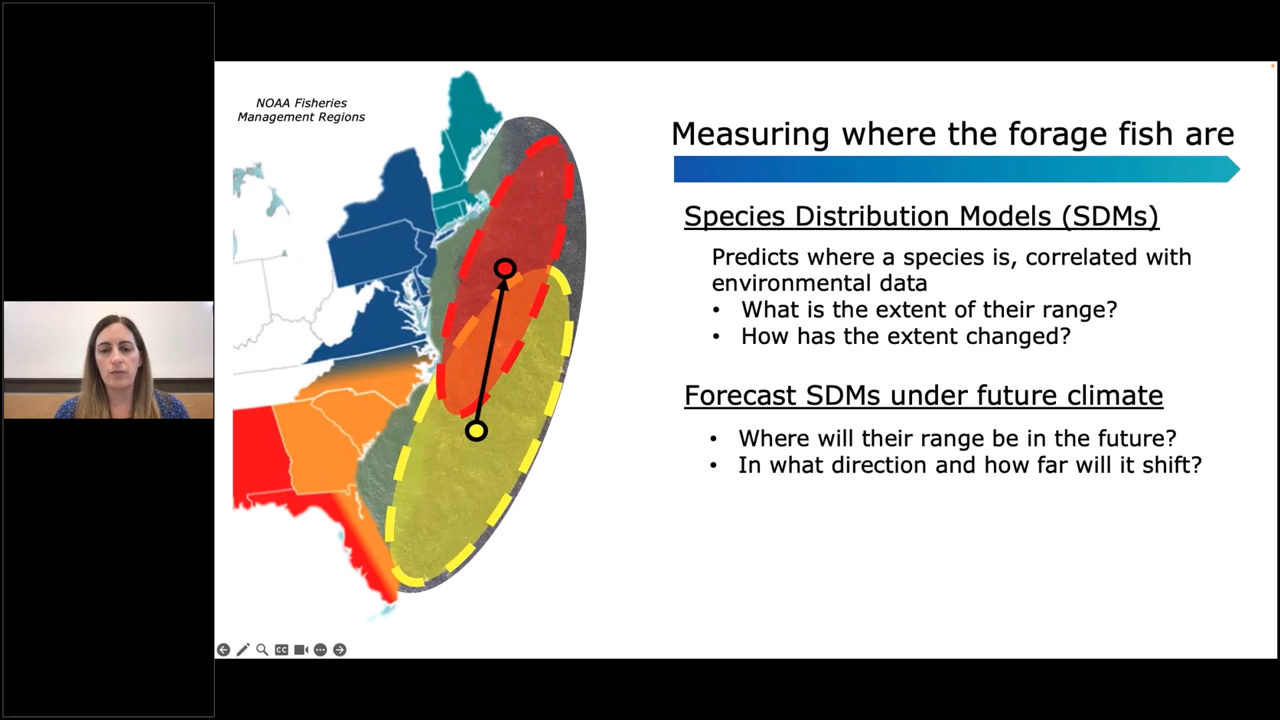 NOAA Fisheries
Management Regions
Measuring where the forage fish are
Species Distribution Models (SDMs)
Predicts where a species is, correlated with
environmental data
• What is the extent of their range?
• How has the extent changed?
Forecast SDMs under future climate
• Where will their range be in the future?
• In what direction and how far will it shift?
CC